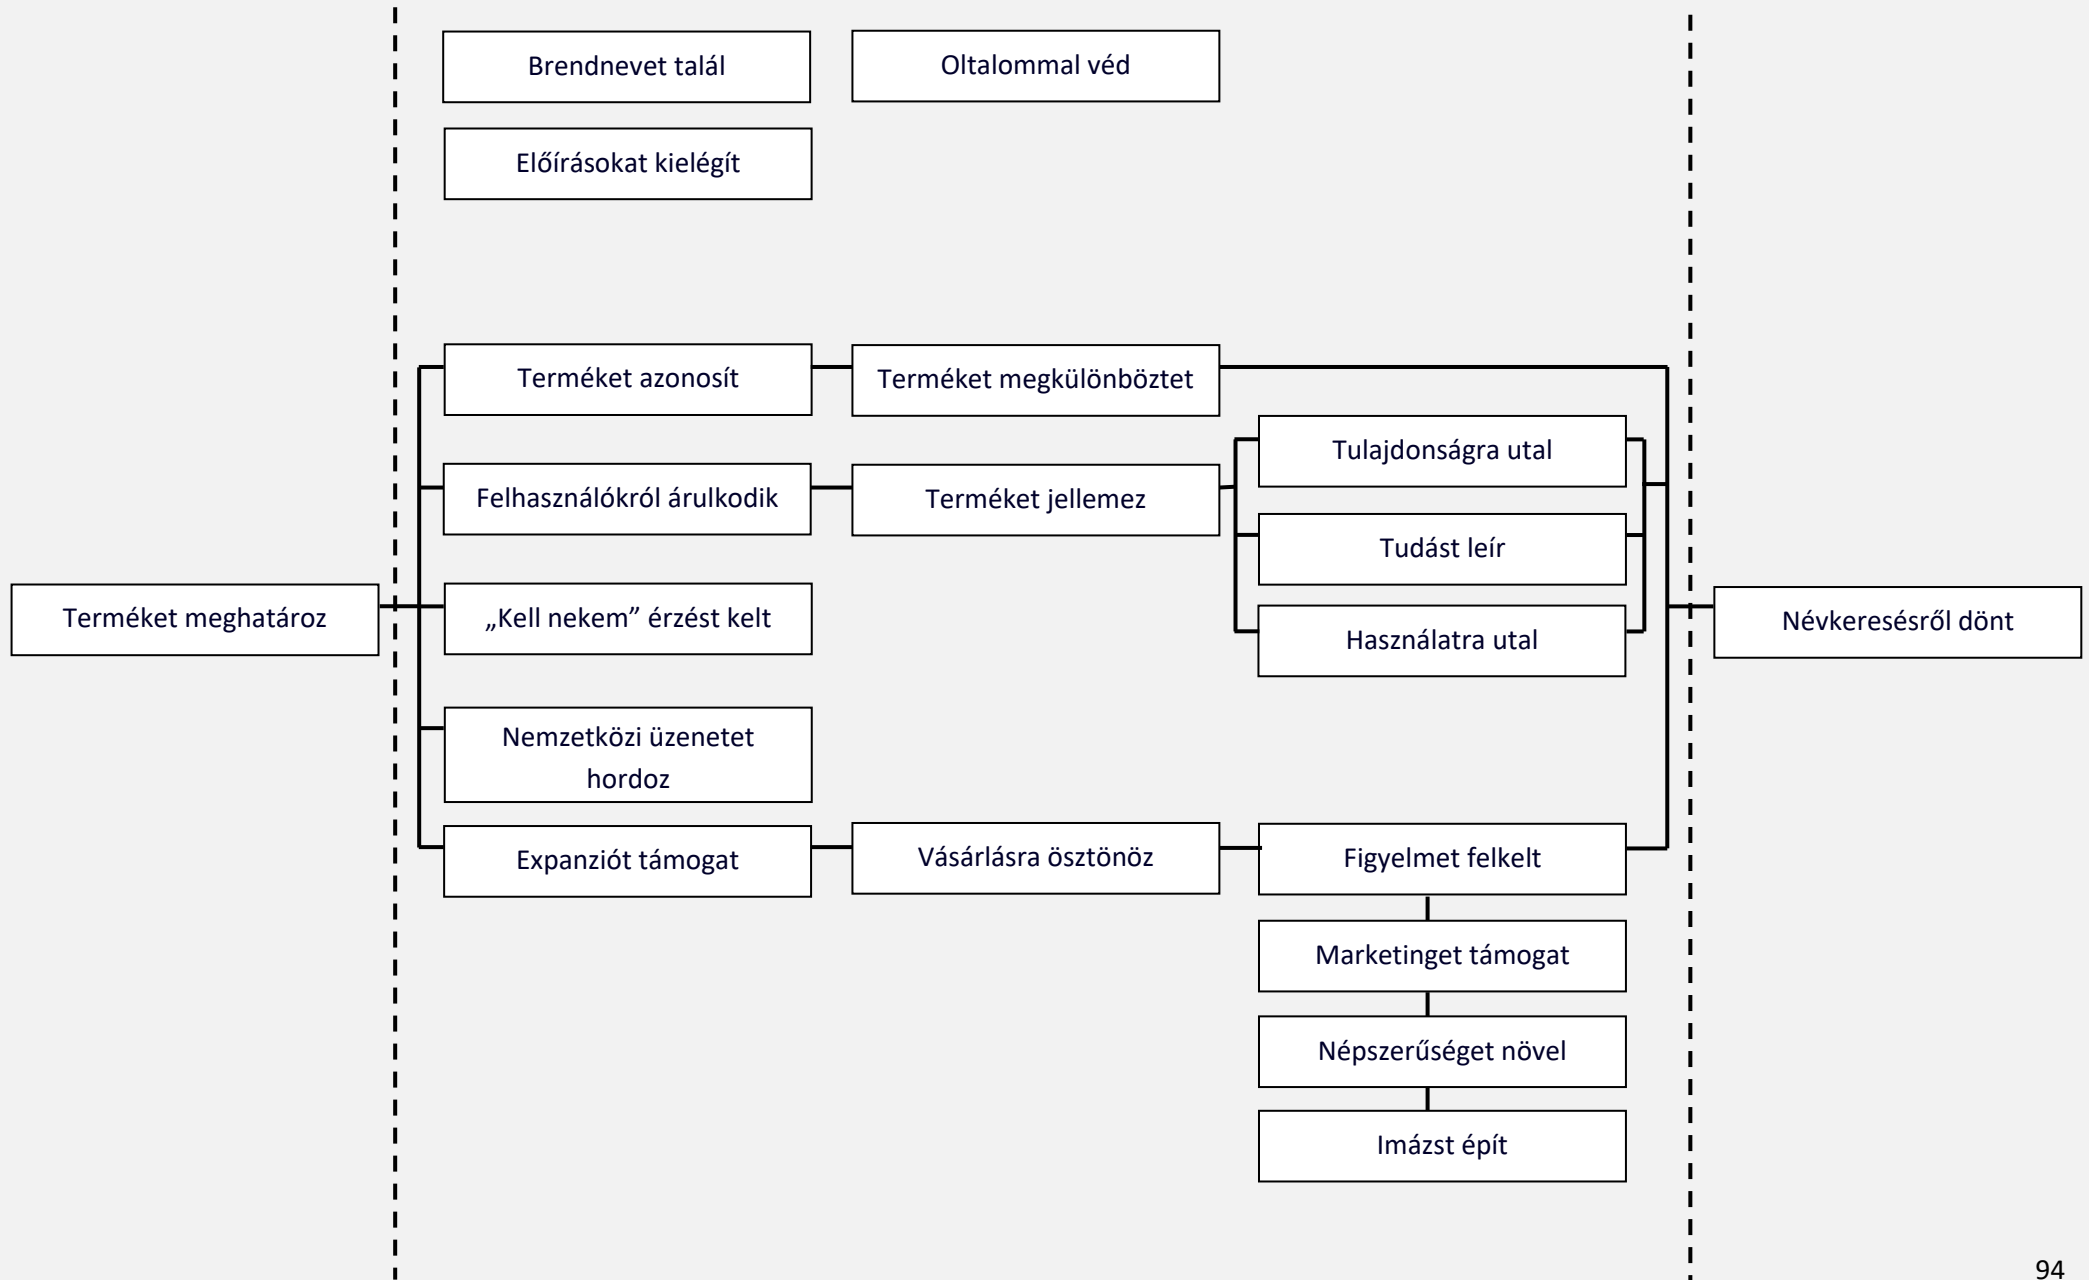 Brendnevet talál
Oltalommal véd
Előírásokat kielégít
Terméket azonosít
Terméket megkülönböztet
Tulajdonságra utal
Felhasználókról árulkodik
Terméket jellemez
Tudást leír
Terméket meghatároz
„Kell nekem” érzést kelt
Használatra utal
Névkeresésről dönt
Nemzetközi üzenetet
hordoz
Expanziót támogat
Vásárlásra ösztönöz
Figyelmet felkelt
Marketinget támogat
Népszerűséget növel
Imázst épít
94